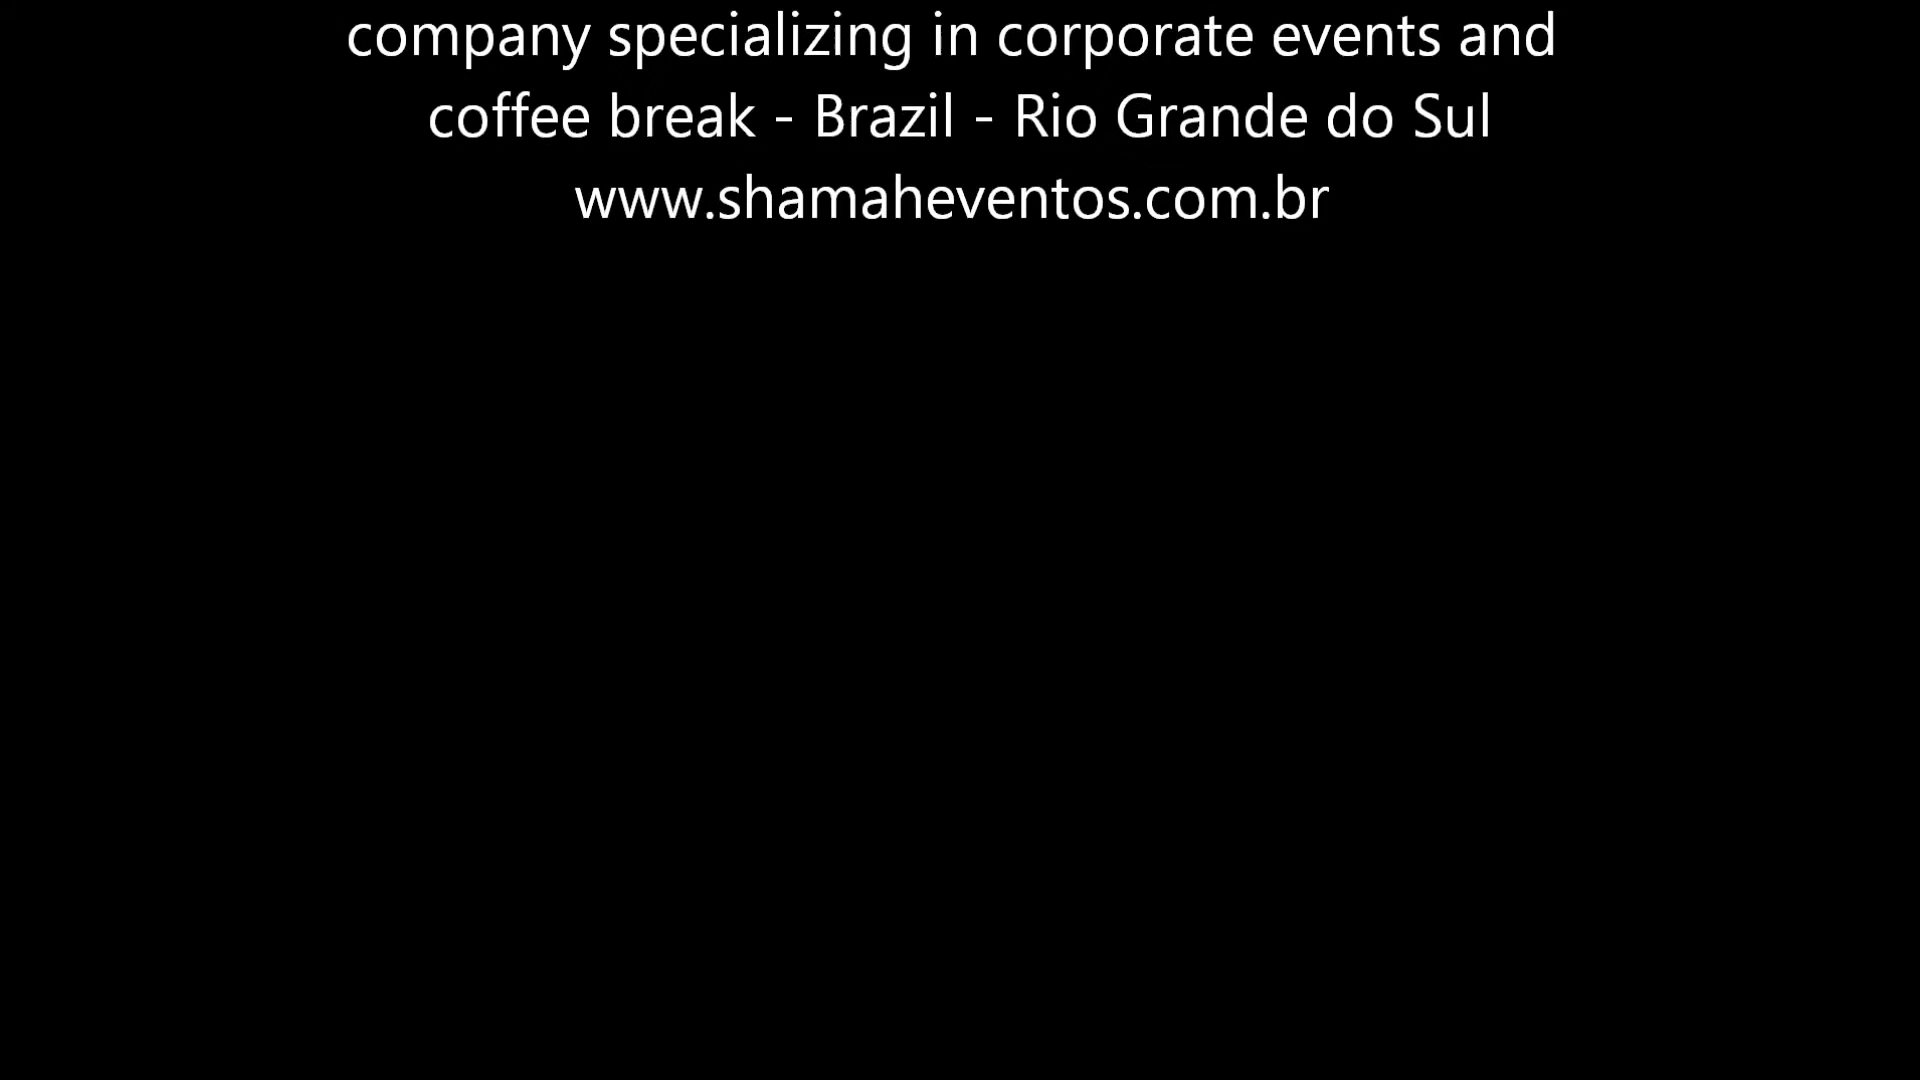 company specializing in corporate events and
coffee break - Brazil - Rio Grande do Sul
www.shamaheventos.com.br